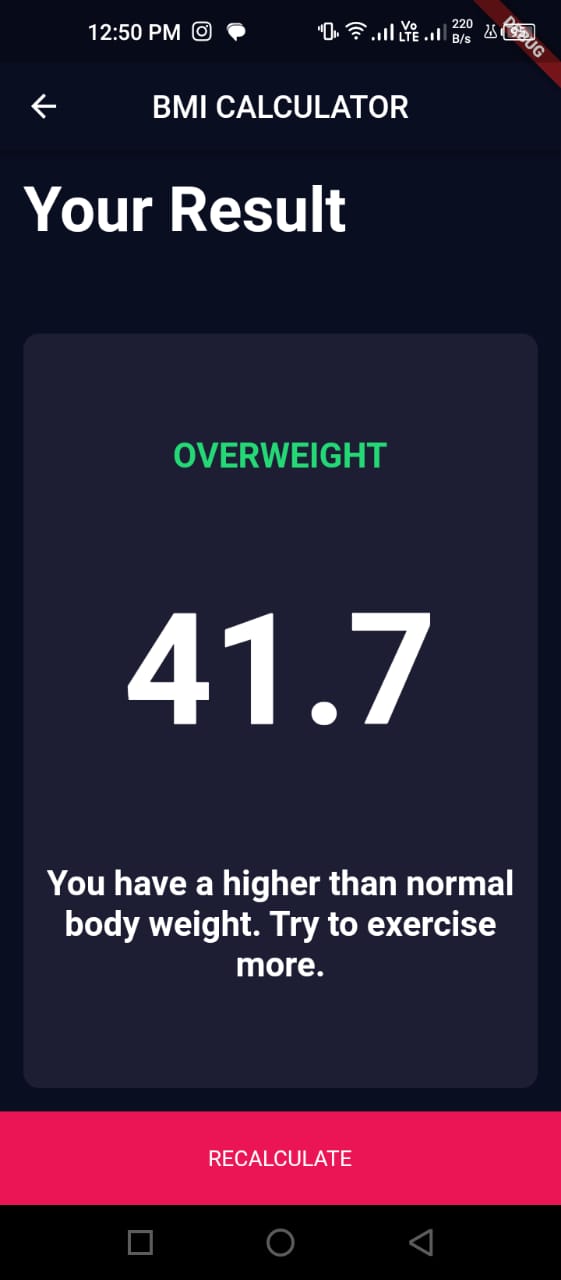 12:50 PM Vo LTE 220 B/s
DEBUG
BMI CALCULATOR
Your Result
OVERWEIGHT
41.7
You have a higher than normal
body weight. Try to exercise
more.
RECALCULATE